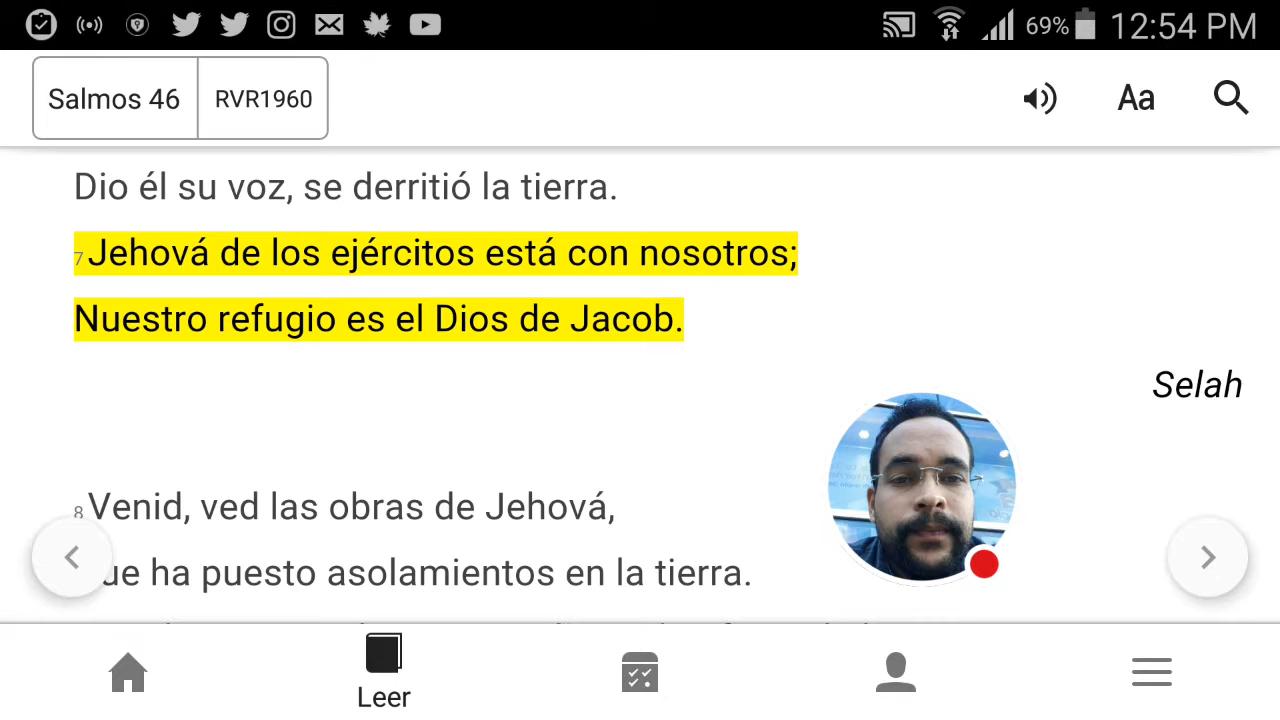 69% 12:54 PM
Salmos 46 RVR1960 Aa
Dio él su voz, se derritió la tierra.
7 Jehová de los ejércitos está con nosotros;
Nuestro refugio es el Dios de Jacob.
Selah
8 Venid, ved las obras de Jehová,
ha puesto asolamientos en la tierra.
Leer